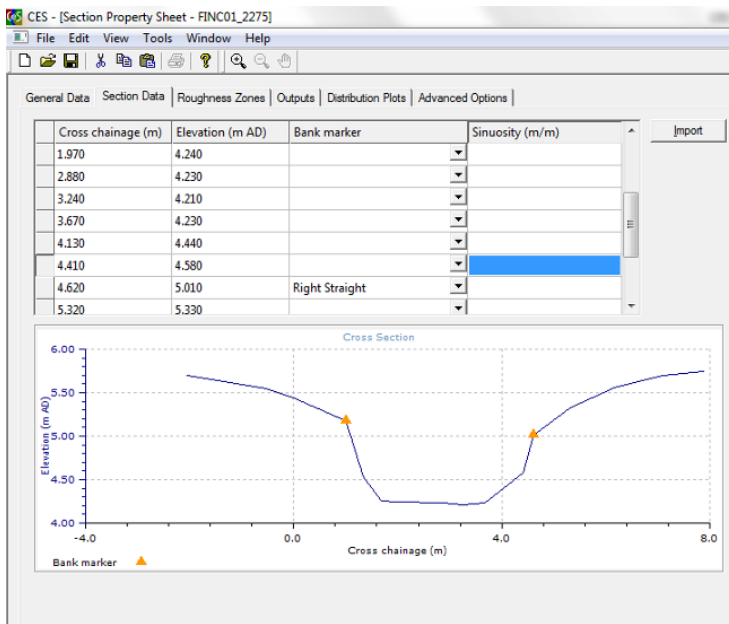 CES - [Section Property Sheet - FINC01_2275]
File Edit View Tools Window Help
General Data Section Data Roughness Zones Outputs Distribution Plots Advanced Options
Cross chainage (m) Elevation (m AD) Bank marker Sinuosity (m/m) Import
1.970 4.240
2.880 4.230
3.240 4.210
3.670 4.230
4.130 4.440
4.410 4.580
4.620 5.010 Right Straight
5.320 5.330
Cross Section
6.00
5.50
5.00
4.50
4.00
Elevation (m AD)
-4.0 0.0 4.0 8.0
Cross chainage (m)
Bank marker